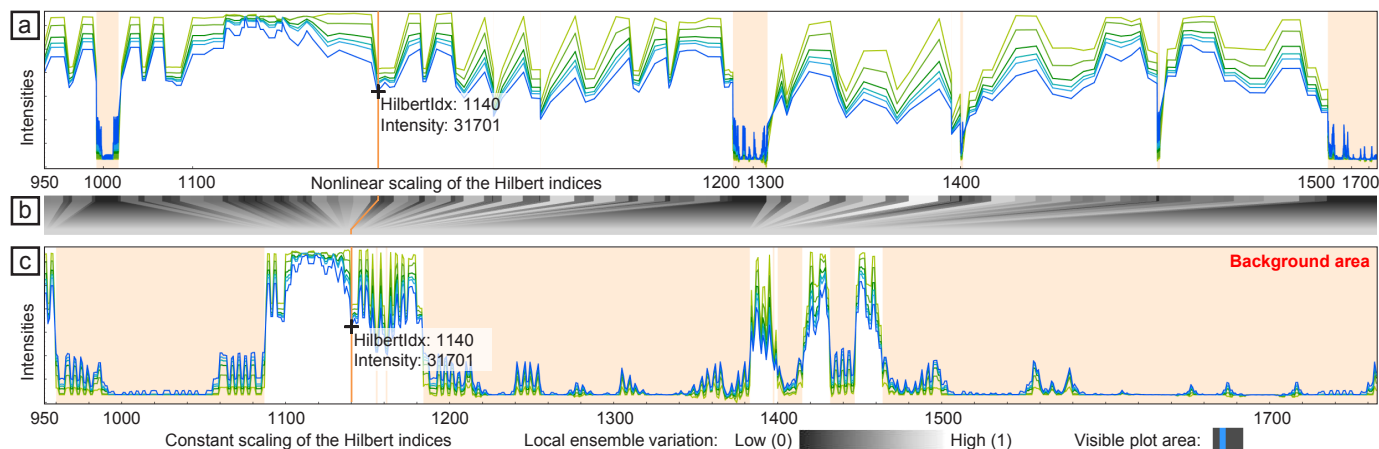 a
Intensities
HilbertIdx: 1140
Intensity: 31701
950 1000 1100 Nonlinear scaling of the Hilbert indices 1200 1300 1400 1500 1700
b
c
Background area
Intensities
HilbertIdx: 1140
Intensity: 31701
950 1000 1100 1200 1300 1400 1500 1700
Constant scaling of the Hilbert indices Local ensemble variation: Low (0) High (1) Visible plot area: